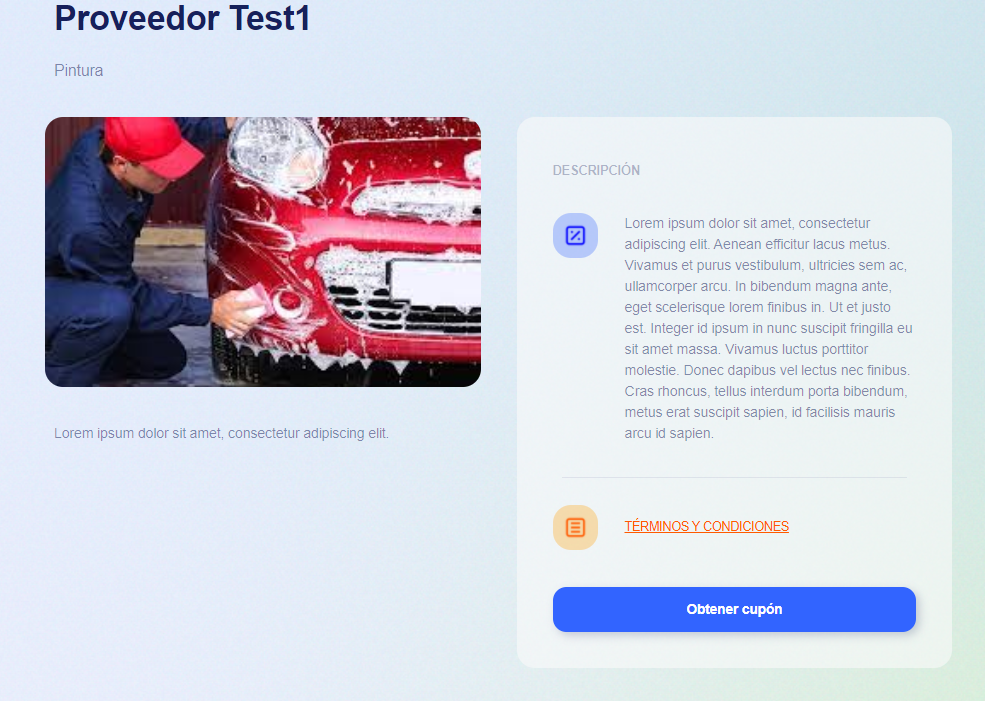 Proveedor Test1
Pintura
Lorem ipsum dolor sit amet, consectetur adipiscing elit.
DESCRIPCIÓN
Lorem ipsum dolor sit amet, consectetur
adipiscing elit. Aenean efficitur lacus metus.
Vivamus et purus vestibulum, ultricies sem ac,
ullamcorper arcu. In bibendum magna ante,
eget scelerisque lorem finibus in. Ut et justo
est. Integer id ipsum in nunc suscipit fringilla eu
sit amet massa. Vivamus luctus porttitor
molestie. Donec dapibus vel lectus nec finibus.
Cras rhoncus, tellus interdum porta bibendum,
metus erat suscipit sapien, id facilisis mauris
arcu id sapien.
TÉRMINOS Y CONDICIONES
Obtener cupón